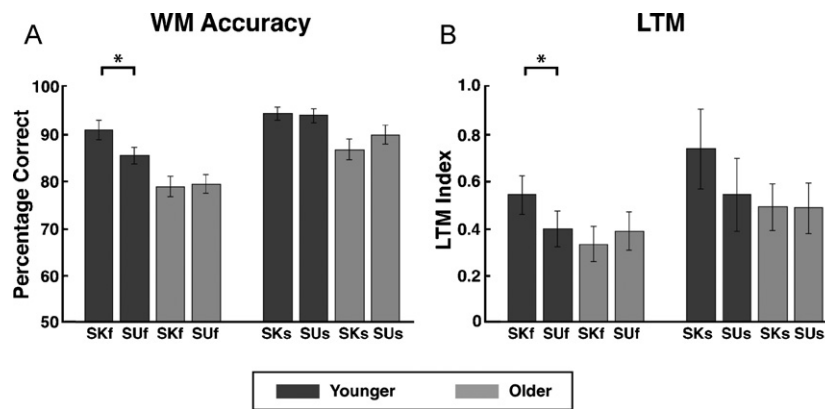 A
WM Accuracy
*
Percentage Correct
100
90
80
70
60
50
SKf SUf SKf SUf SKs SUs SKs SUs
B
LTM
*
LTM Index
1.0
0.8
0.6
0.4
0.2
0
SKf SUf SKf SUf SKs SUs SKs SUs
Younger Older